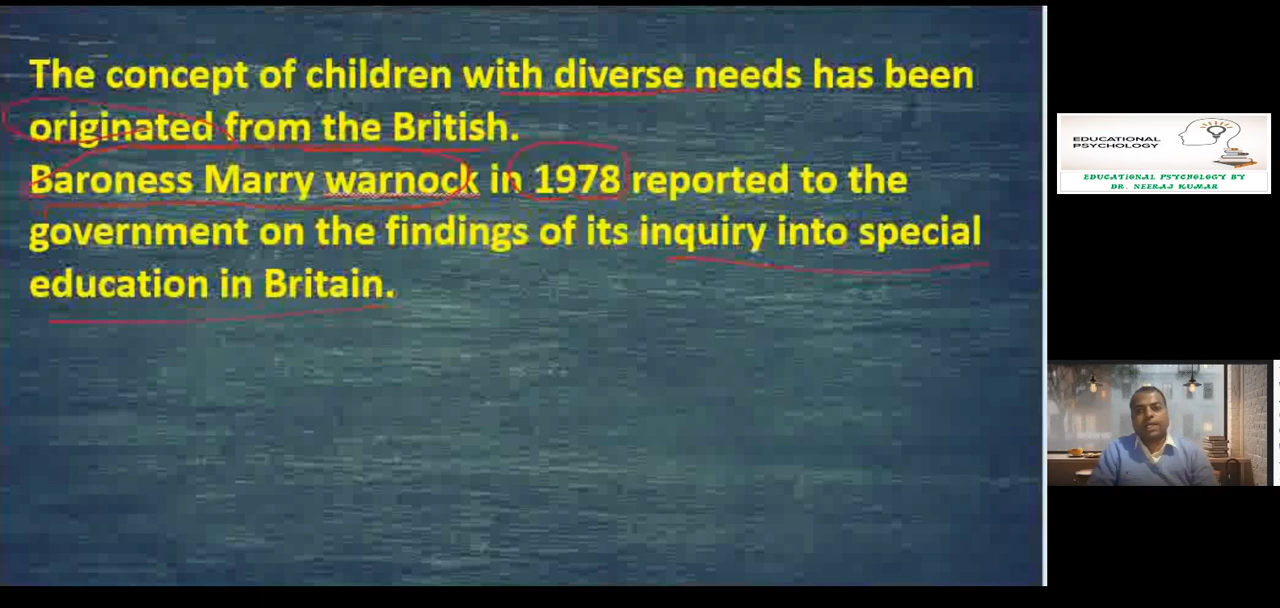 The concept of children with diverse needs has been
originated from the British.
Baroness Marry warnock in 1978 reported to the
government on the findings of its inquiry into special
education in Britain.
EDUCATIONAL
PSYCHOLOGY
EDUCATIONAL PSYCHOLOGY BY
DR. NEERAJ KUMAR